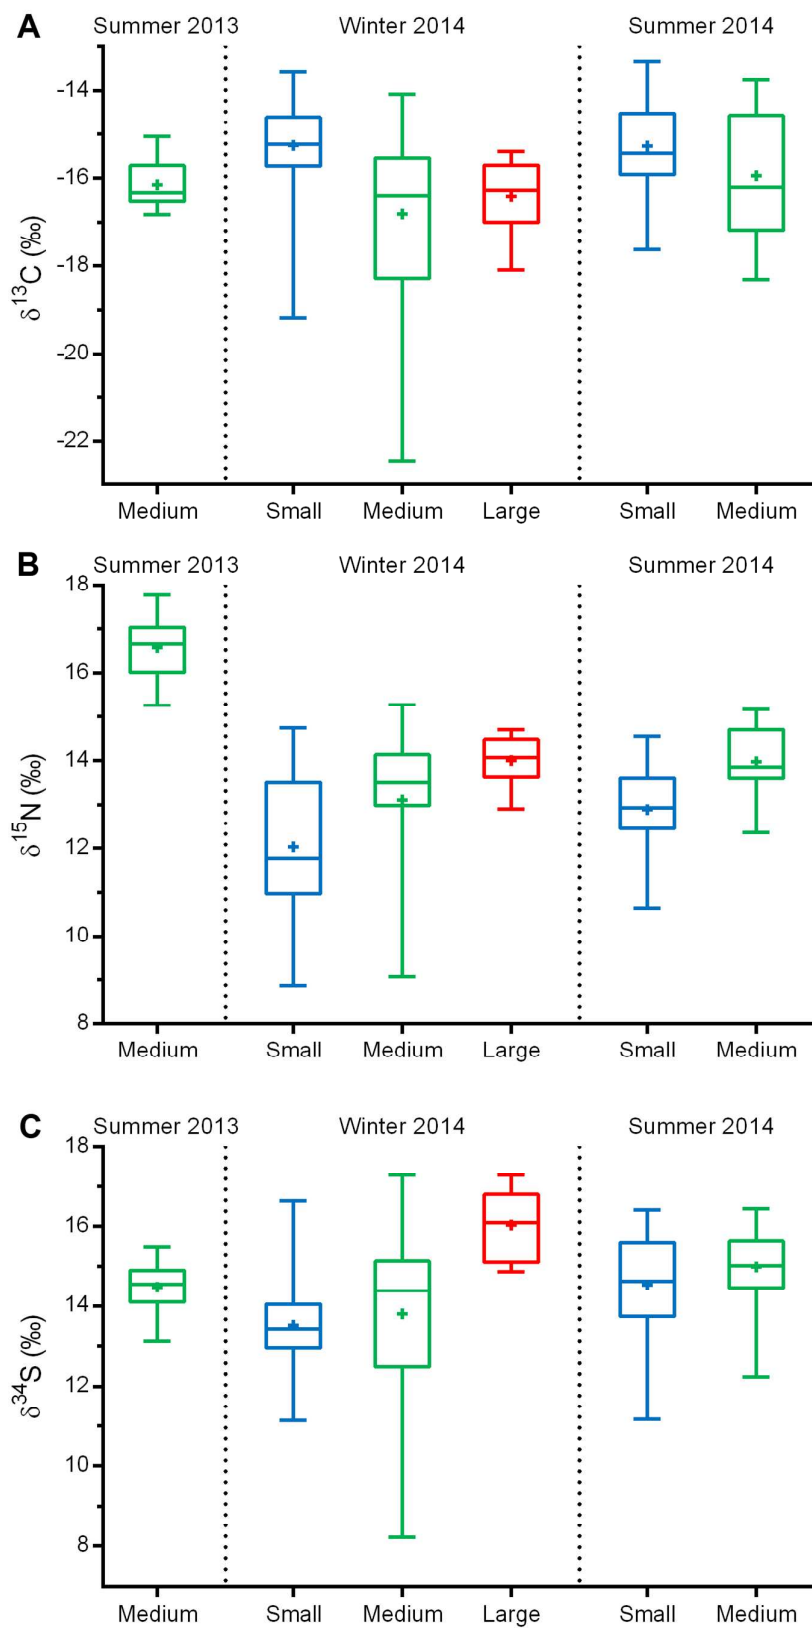 A Summer 2013 Winter 2014 Summer 2014
-14
-16
-18
-20
-22
δ¹³C (‰)
Medium Small Medium Large Small Medium
B Summer 2013 Winter 2014 Summer 2014
18
16
14
12
10
8
δ¹⁵N (‰)
Medium Small Medium Large Small Medium
C Summer 2013 Winter 2014 Summer 2014
18
16
14
12
10
8
δ³⁴S (‰)
Medium Small Medium Large Small Medium